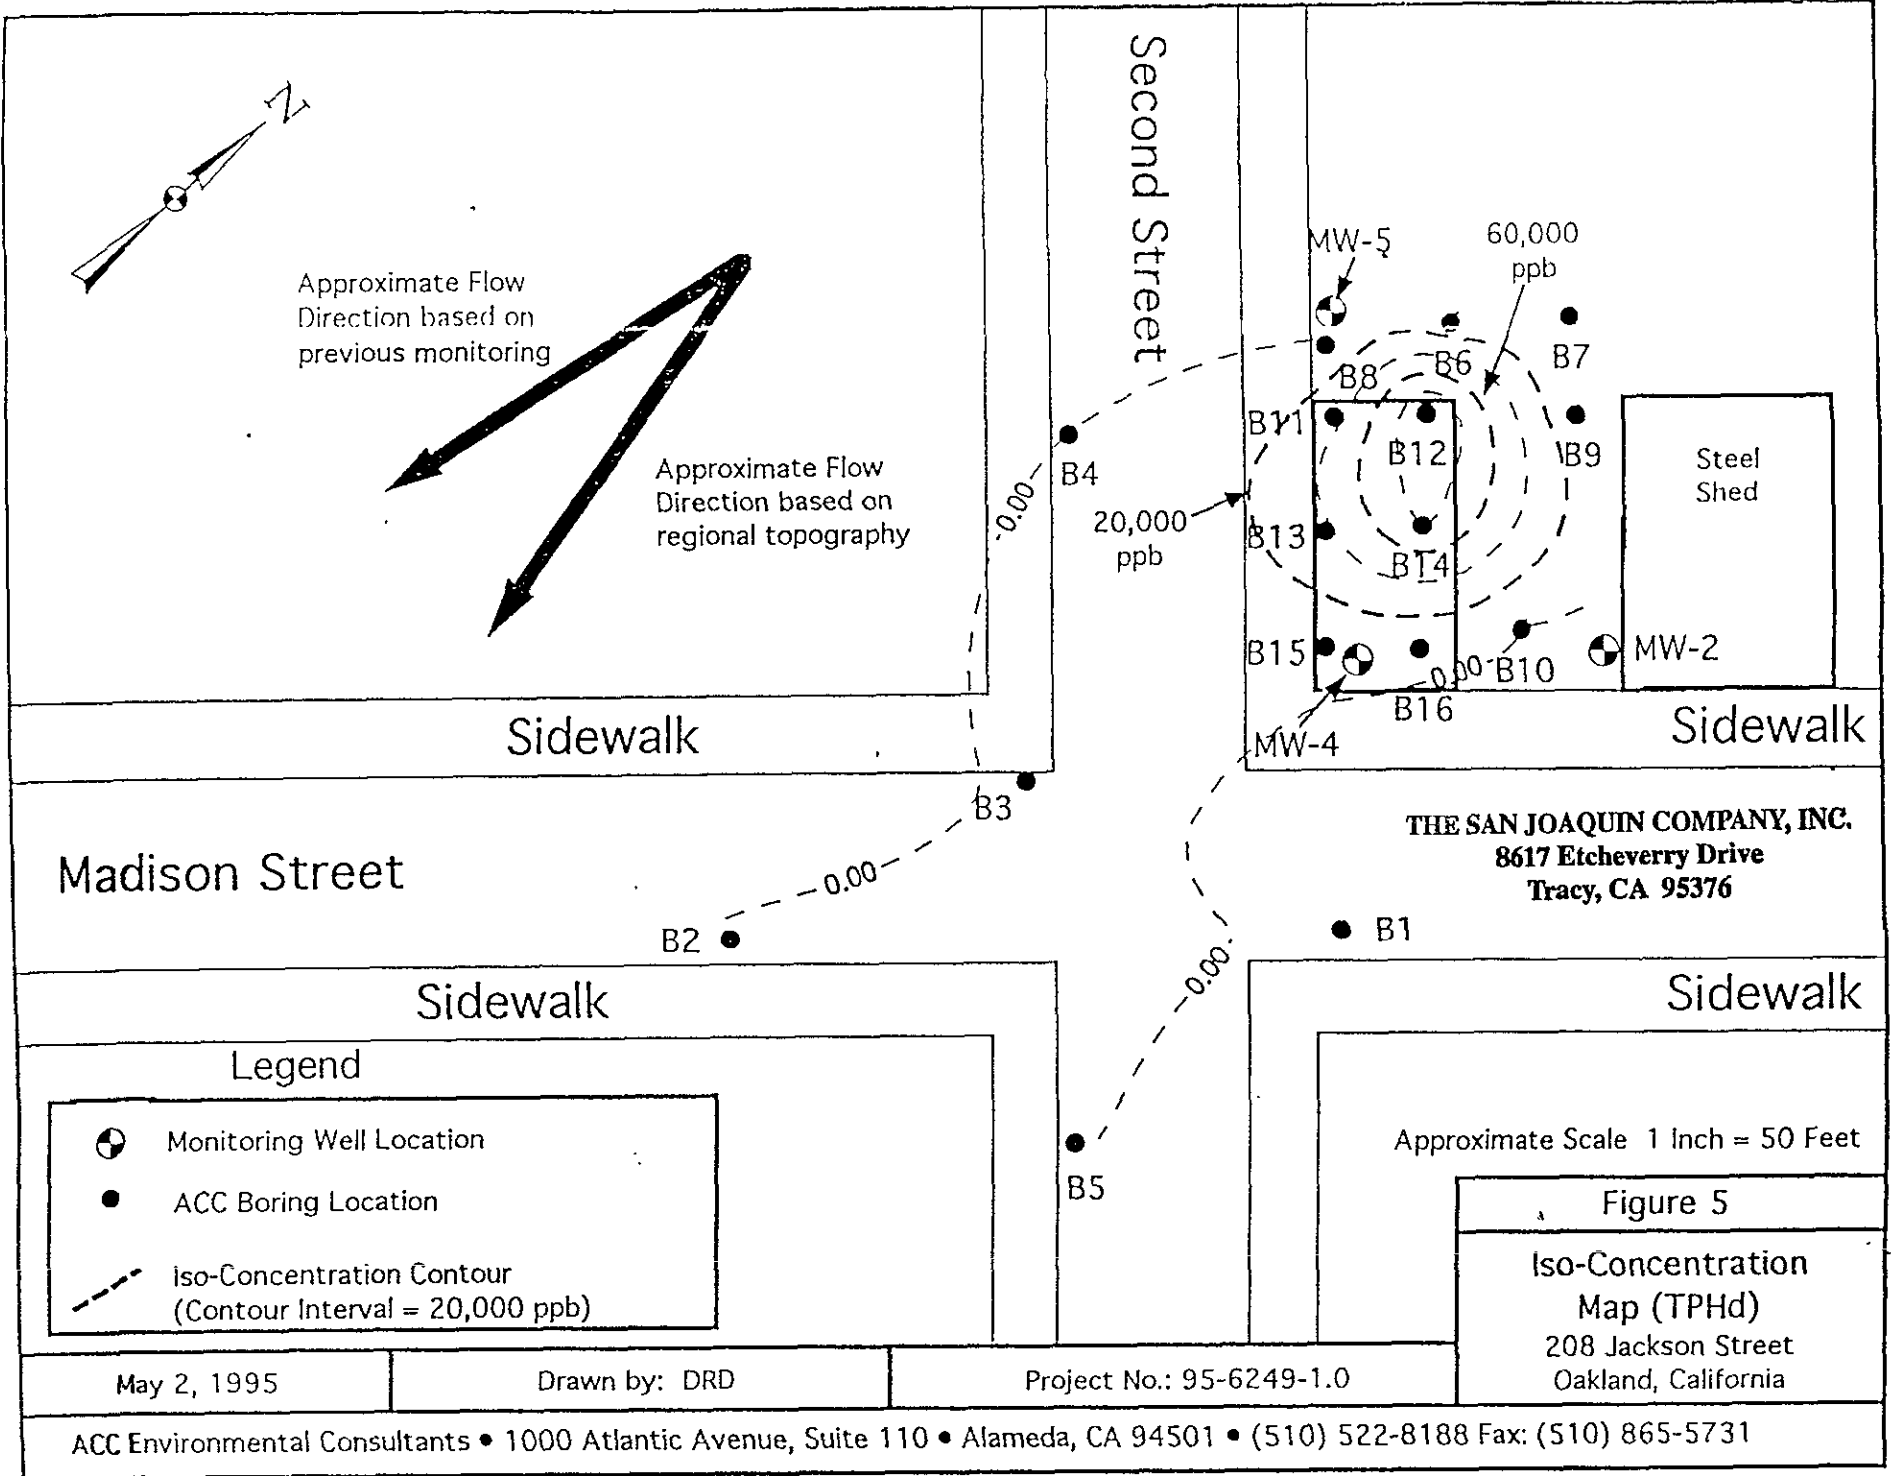 N
Second Street
Approximate Flow
Direction based on
previous monitoring
Approximate Flow
Direction based on
regional topography
MW-5
60,000
ppb
B6
B7
B8
B11
B12
B9
B4
0.00
20,000
ppb
B13
B14
Steel
Shed
B15
B10
MW-2
0.00
B16
MW-4
Sidewalk
Sidewalk
B3
Madison Street
0.00
B2
THE SAN JOAQUIN COMPANY, INC.
8617 Etcheverry Drive
Tracy, CA 95376
B1
0.00
Sidewalk
Sidewalk
B5
Legend
Monitoring Well Location
ACC Boring Location
Iso-Concentration Contour
(Contour Interval = 20,000 ppb)
Approximate Scale 1 Inch = 50 Feet
Figure 5
Iso-Concentration
Map (TPHd)
208 Jackson Street
Oakland, California
May 2, 1995
Drawn by: DRD
Project No.: 95-6249-1.0
ACC Environmental Consultants • 1000 Atlantic Avenue, Suite 110 • Alameda, CA 94501 • (510) 522-8188 Fax: (510) 865-5731